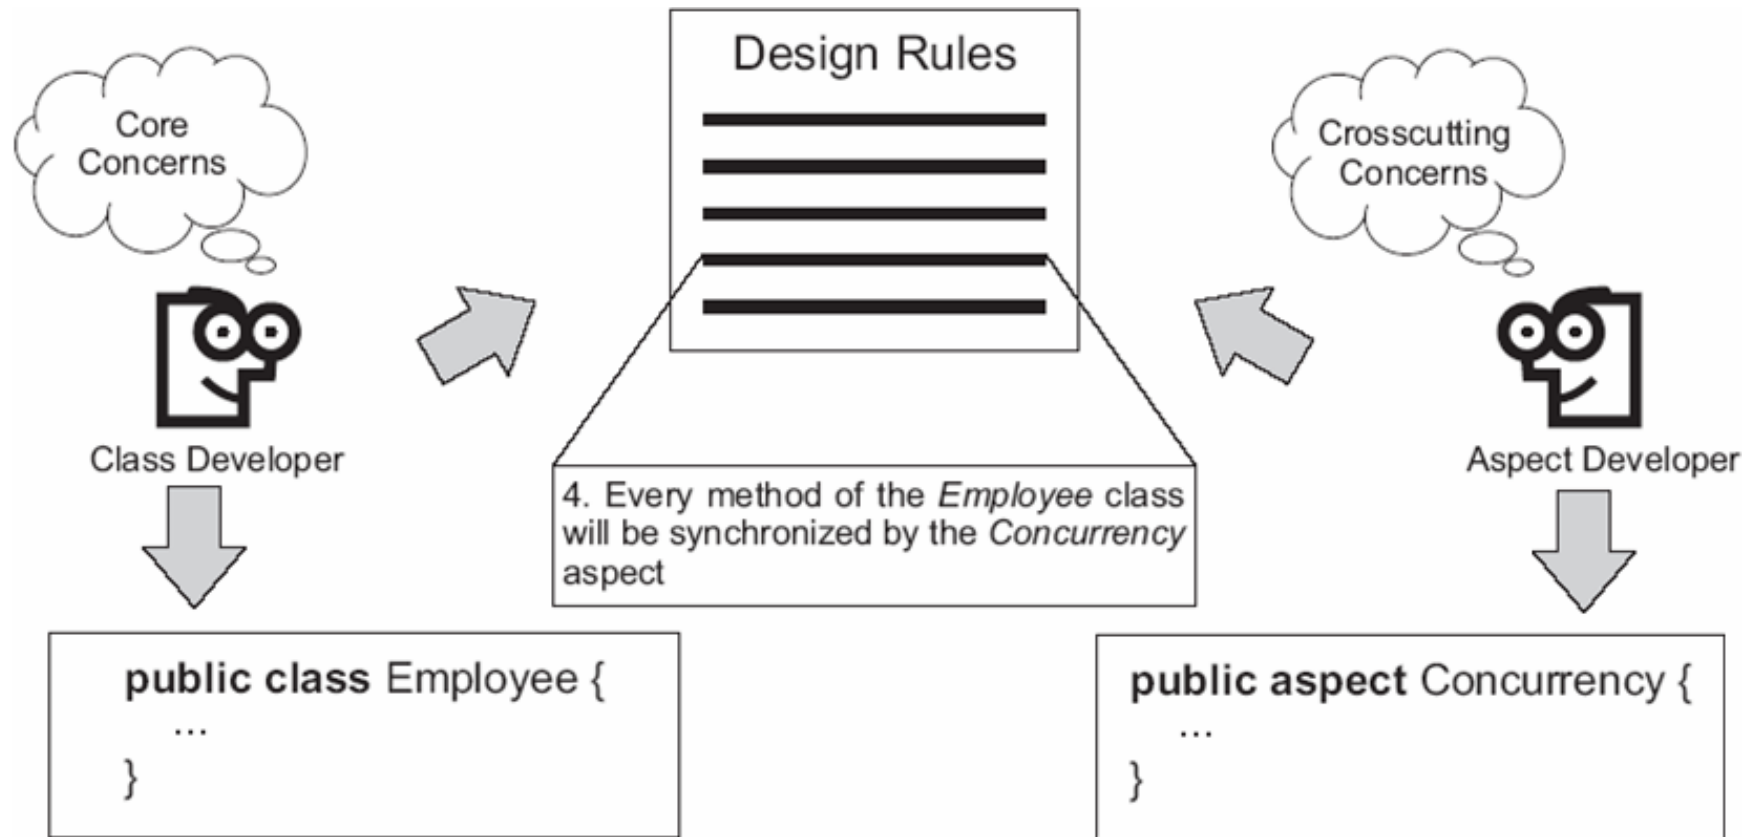 Design Rules
Core
Concerns
Crosscutting
Concerns
Class Developer
Aspect Developer
4. Every method of the Employee class
will be synchronized by the Concurrency
aspect
public class Employee {
...
}
public aspect Concurrency {
...
}